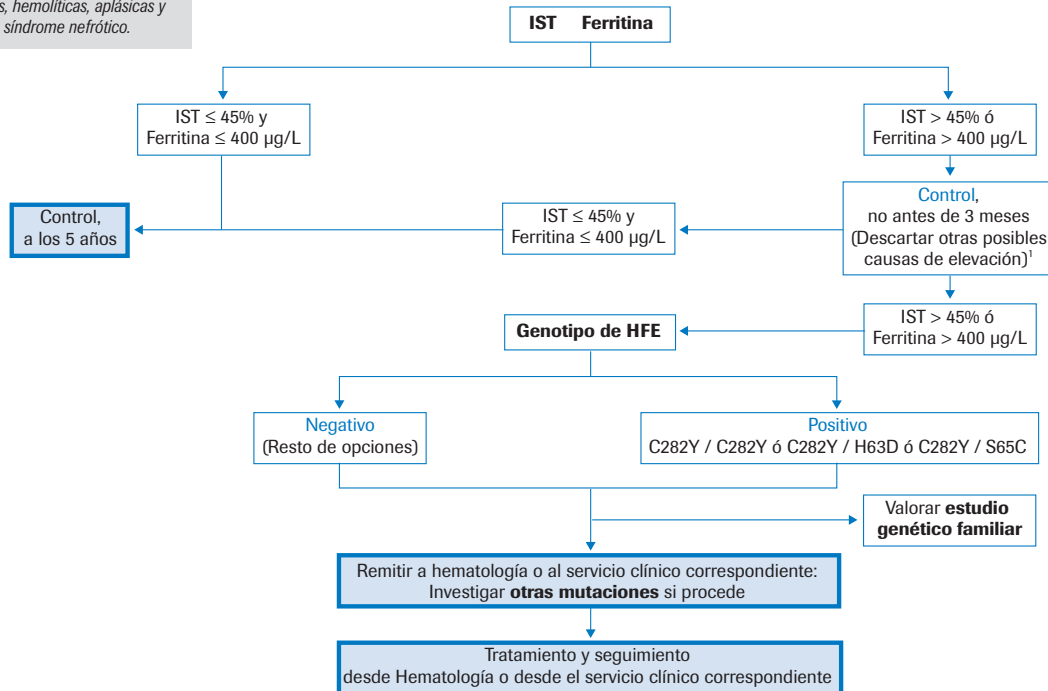 s, hemolíticas, aplásicas y
síndrome nefrótico.
IST Ferritina
IST ≤ 45% y
Ferritina ≤ 400 µg/L
IST > 45% ó
Ferritina > 400 µg/L
Control,
a los 5 años
IST ≤ 45% y
Ferritina ≤ 400 µg/L
Control,
no antes de 3 meses
(Descartar otras posibles
causas de elevación)¹
IST > 45% ó
Ferritina > 400 µg/L
Genotipo de HFE
Negativo
(Resto de opciones)
Positivo
C282Y / C282Y ó C282Y / H63D ó C282Y / S65C
Valorar estudio
genético familiar
Remitir a hematología o al servicio clínico correspondiente:
Investigar otras mutaciones si procede
Tratamiento y seguimiento
desde Hematología o desde el servicio clínico correspondiente